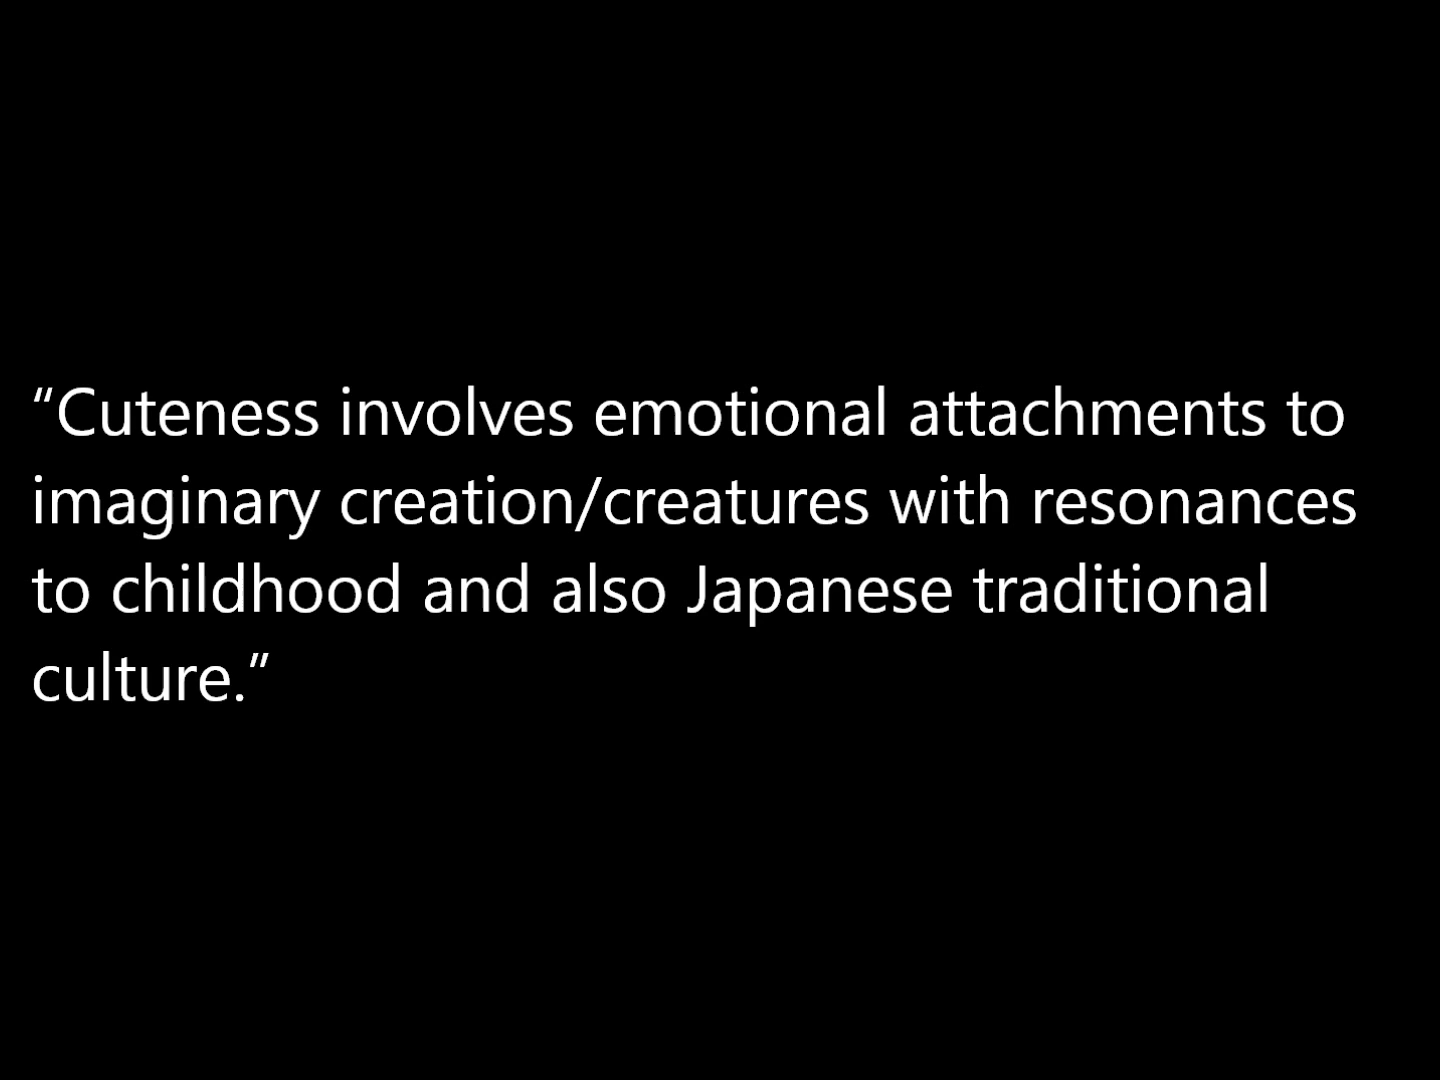 “Cuteness involves emotional attachments to
imaginary creation/creatures with resonances
to childhood and also Japanese traditional
culture.”